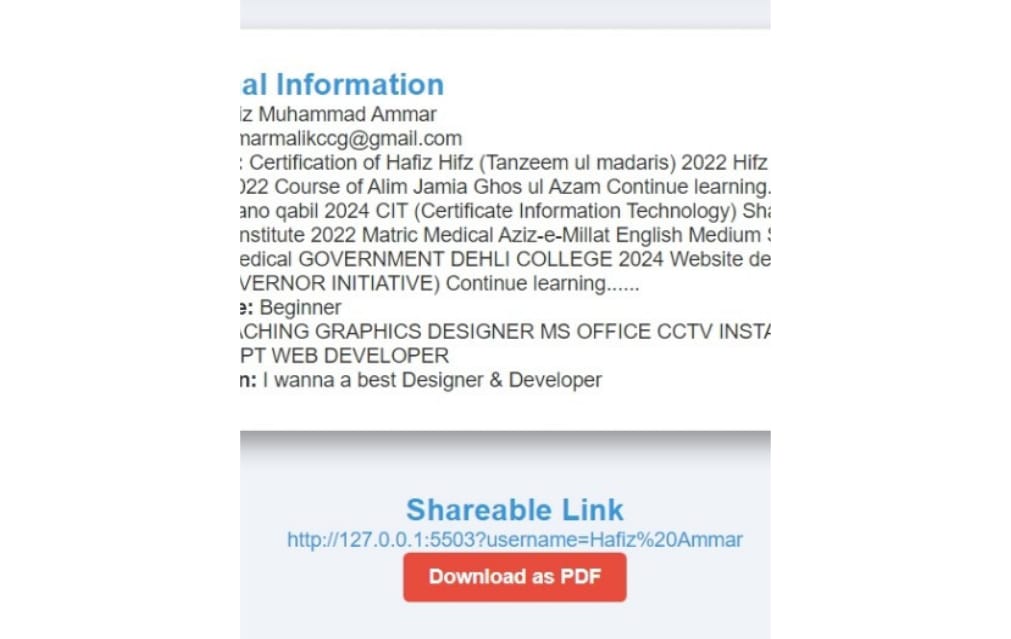 al Information
iz Muhammad Ammar
marmalikccg@gmail.com
: Certification of Hafiz Hifz (Tanzeem ul madaris) 2022 Hifz
022 Course of Alim Jamia Ghos ul Azam Continue learning.
ano qabil 2024 CIT (Certificate Information Technology) Sha
nstitute 2022 Matric Medical Aziz-e-Millat English Medium S
edical GOVERNMENT DEHLI COLLEGE 2024 Website de
VERNOR INITIATIVE) Continue learning......
e: Beginner
ACHING GRAPHICS DESIGNER MS OFFICE CCTV INSTA
PT WEB DEVELOPER
n: I wanna a best Designer & Developer
Shareable Link
http://127.0.0.1:5503?username=Hafiz%20Ammar
Download as PDF